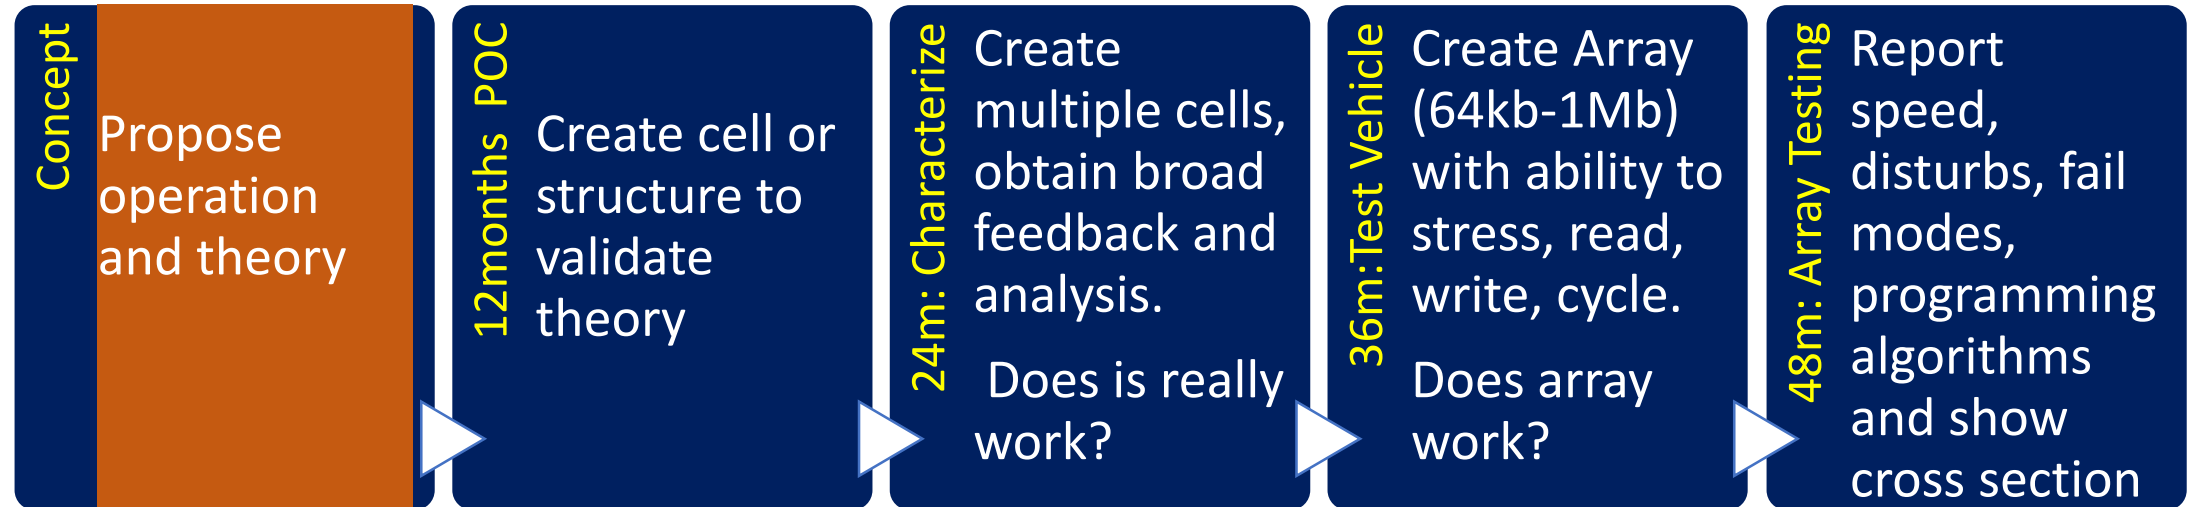 Concept
Propose
operation
and theory
12months POC
Create cell or
structure to
validate
theory
24m: Characterize
Create
multiple cells,
obtain broad
feedback and
analysis.
Does is really
work?
36m:Test Vehicle
Create Array
(64kb-1Mb)
with ability to
stress, read,
write, cycle.
Does array
work?
48m: Array Testing
Report
speed,
disturbs, fail
modes,
programming
algorithms
and show
cross section